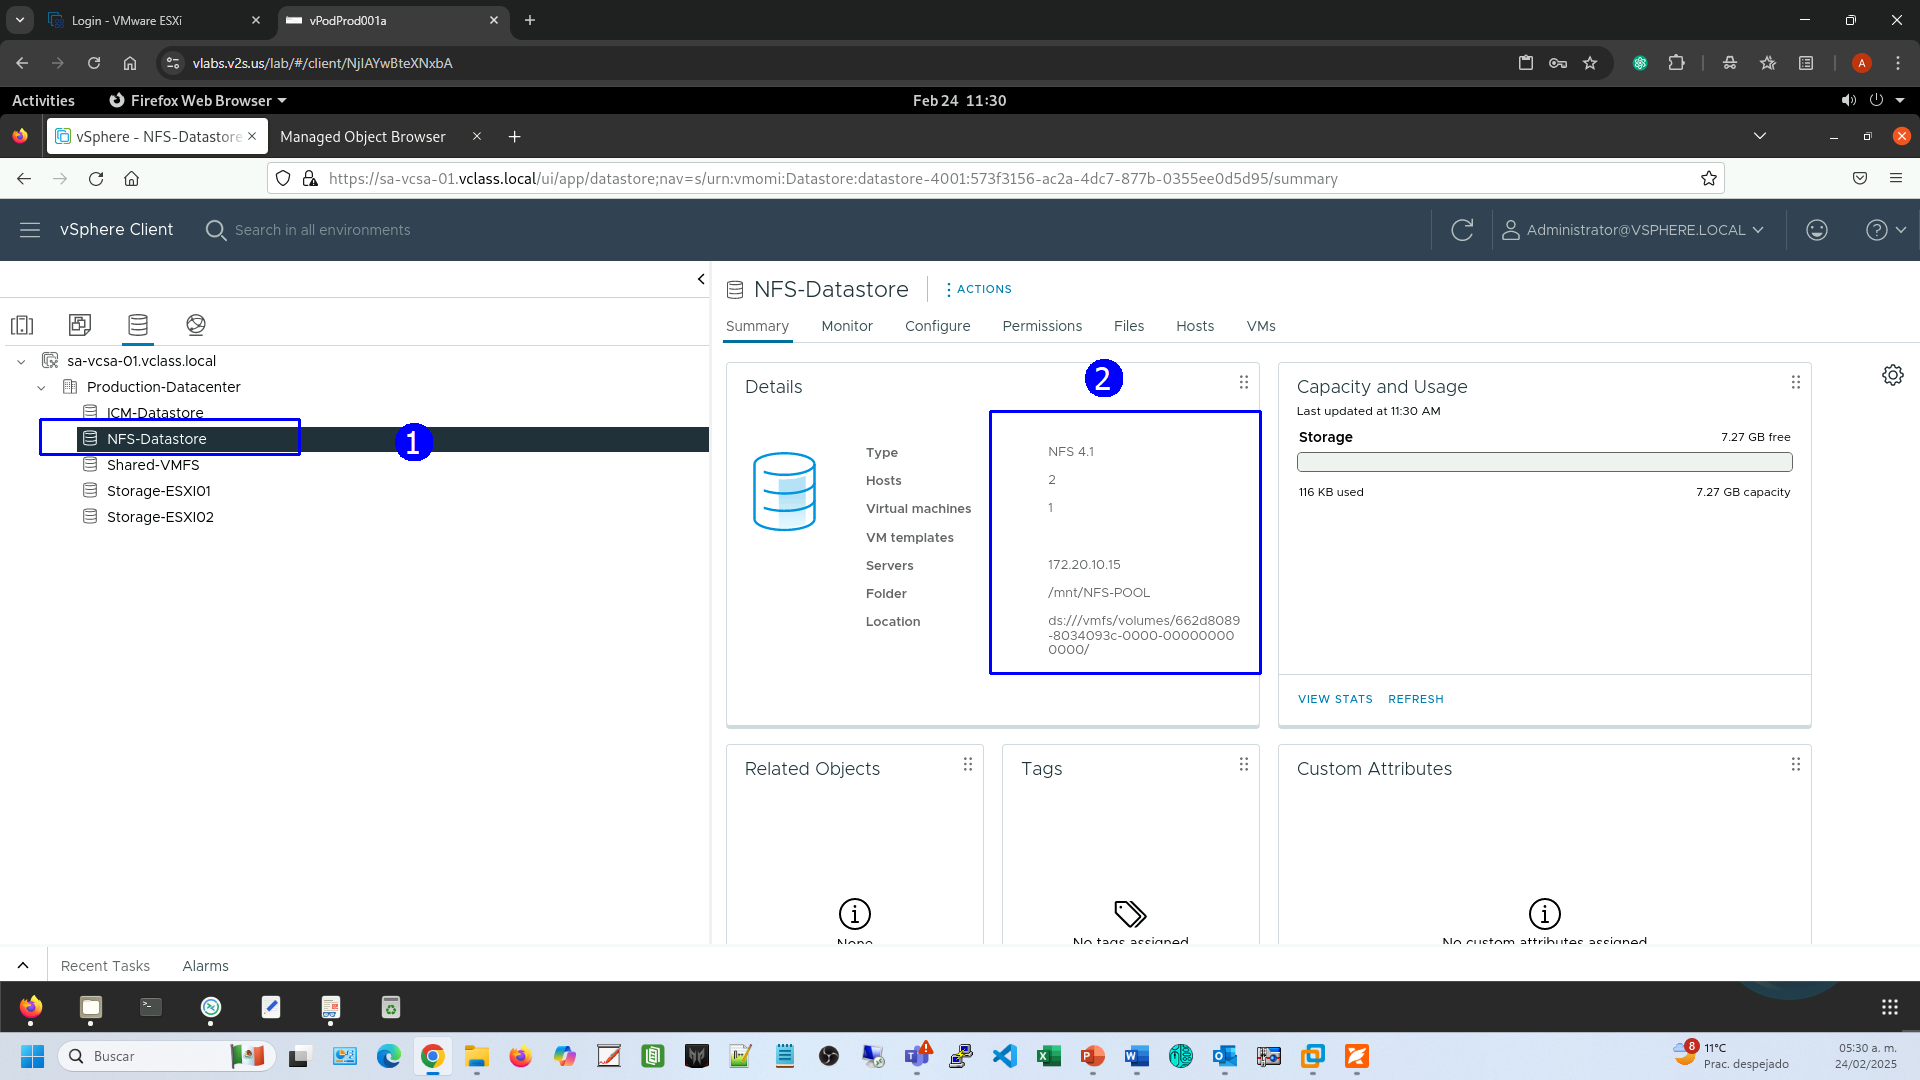 Login - VMware ESXi
vPodProd001a
vlabs.v2s.us/lab/#/client/NjIAYwBteXNxbA
A
Activities
Firefox Web Browser
Feb 24 11:30
vSphere - NFS-Datastore
Managed Object Browser
https://sa-vcsa-01.vclass.local/ui/app/datastore;nav=s/urn:vmomi:Datastore:datastore-4001:573f3156-ac2a-4dc7-877b-0355ee0d5d95/summary
vSphere Client
Search in all environments
Administrator@VSPHERE.LOCAL
sa-vcsa-01.vclass.local
Production-Datacenter
ICM-Datastore
NFS-Datastore
1
Shared-VMFS
Storage-ESXI01
Storage-ESXI02
NFS-Datastore
ACTIONS
Summary Monitor Configure Permissions Files Hosts VMs
Details
2
Type NFS 4.1
Hosts 2
Virtual machines 1
VM templates
Servers 172.20.10.15
Folder /mnt/NFS-POOL
Location ds:///vmfs/volumes/662d8089
-8034093c-0000-00000000
0000/
Capacity and Usage
Last updated at 11:30 AM
Storage 7.27 GB free
116 KB used 7.27 GB capacity
VIEW STATS REFRESH
Related Objects
None
Tags
No tags assigned
Custom Attributes
No custom attributes assigned
Recent Tasks Alarms
Buscar
8
11°C
Prac. despejado
05:30 a. m.
24/02/2025